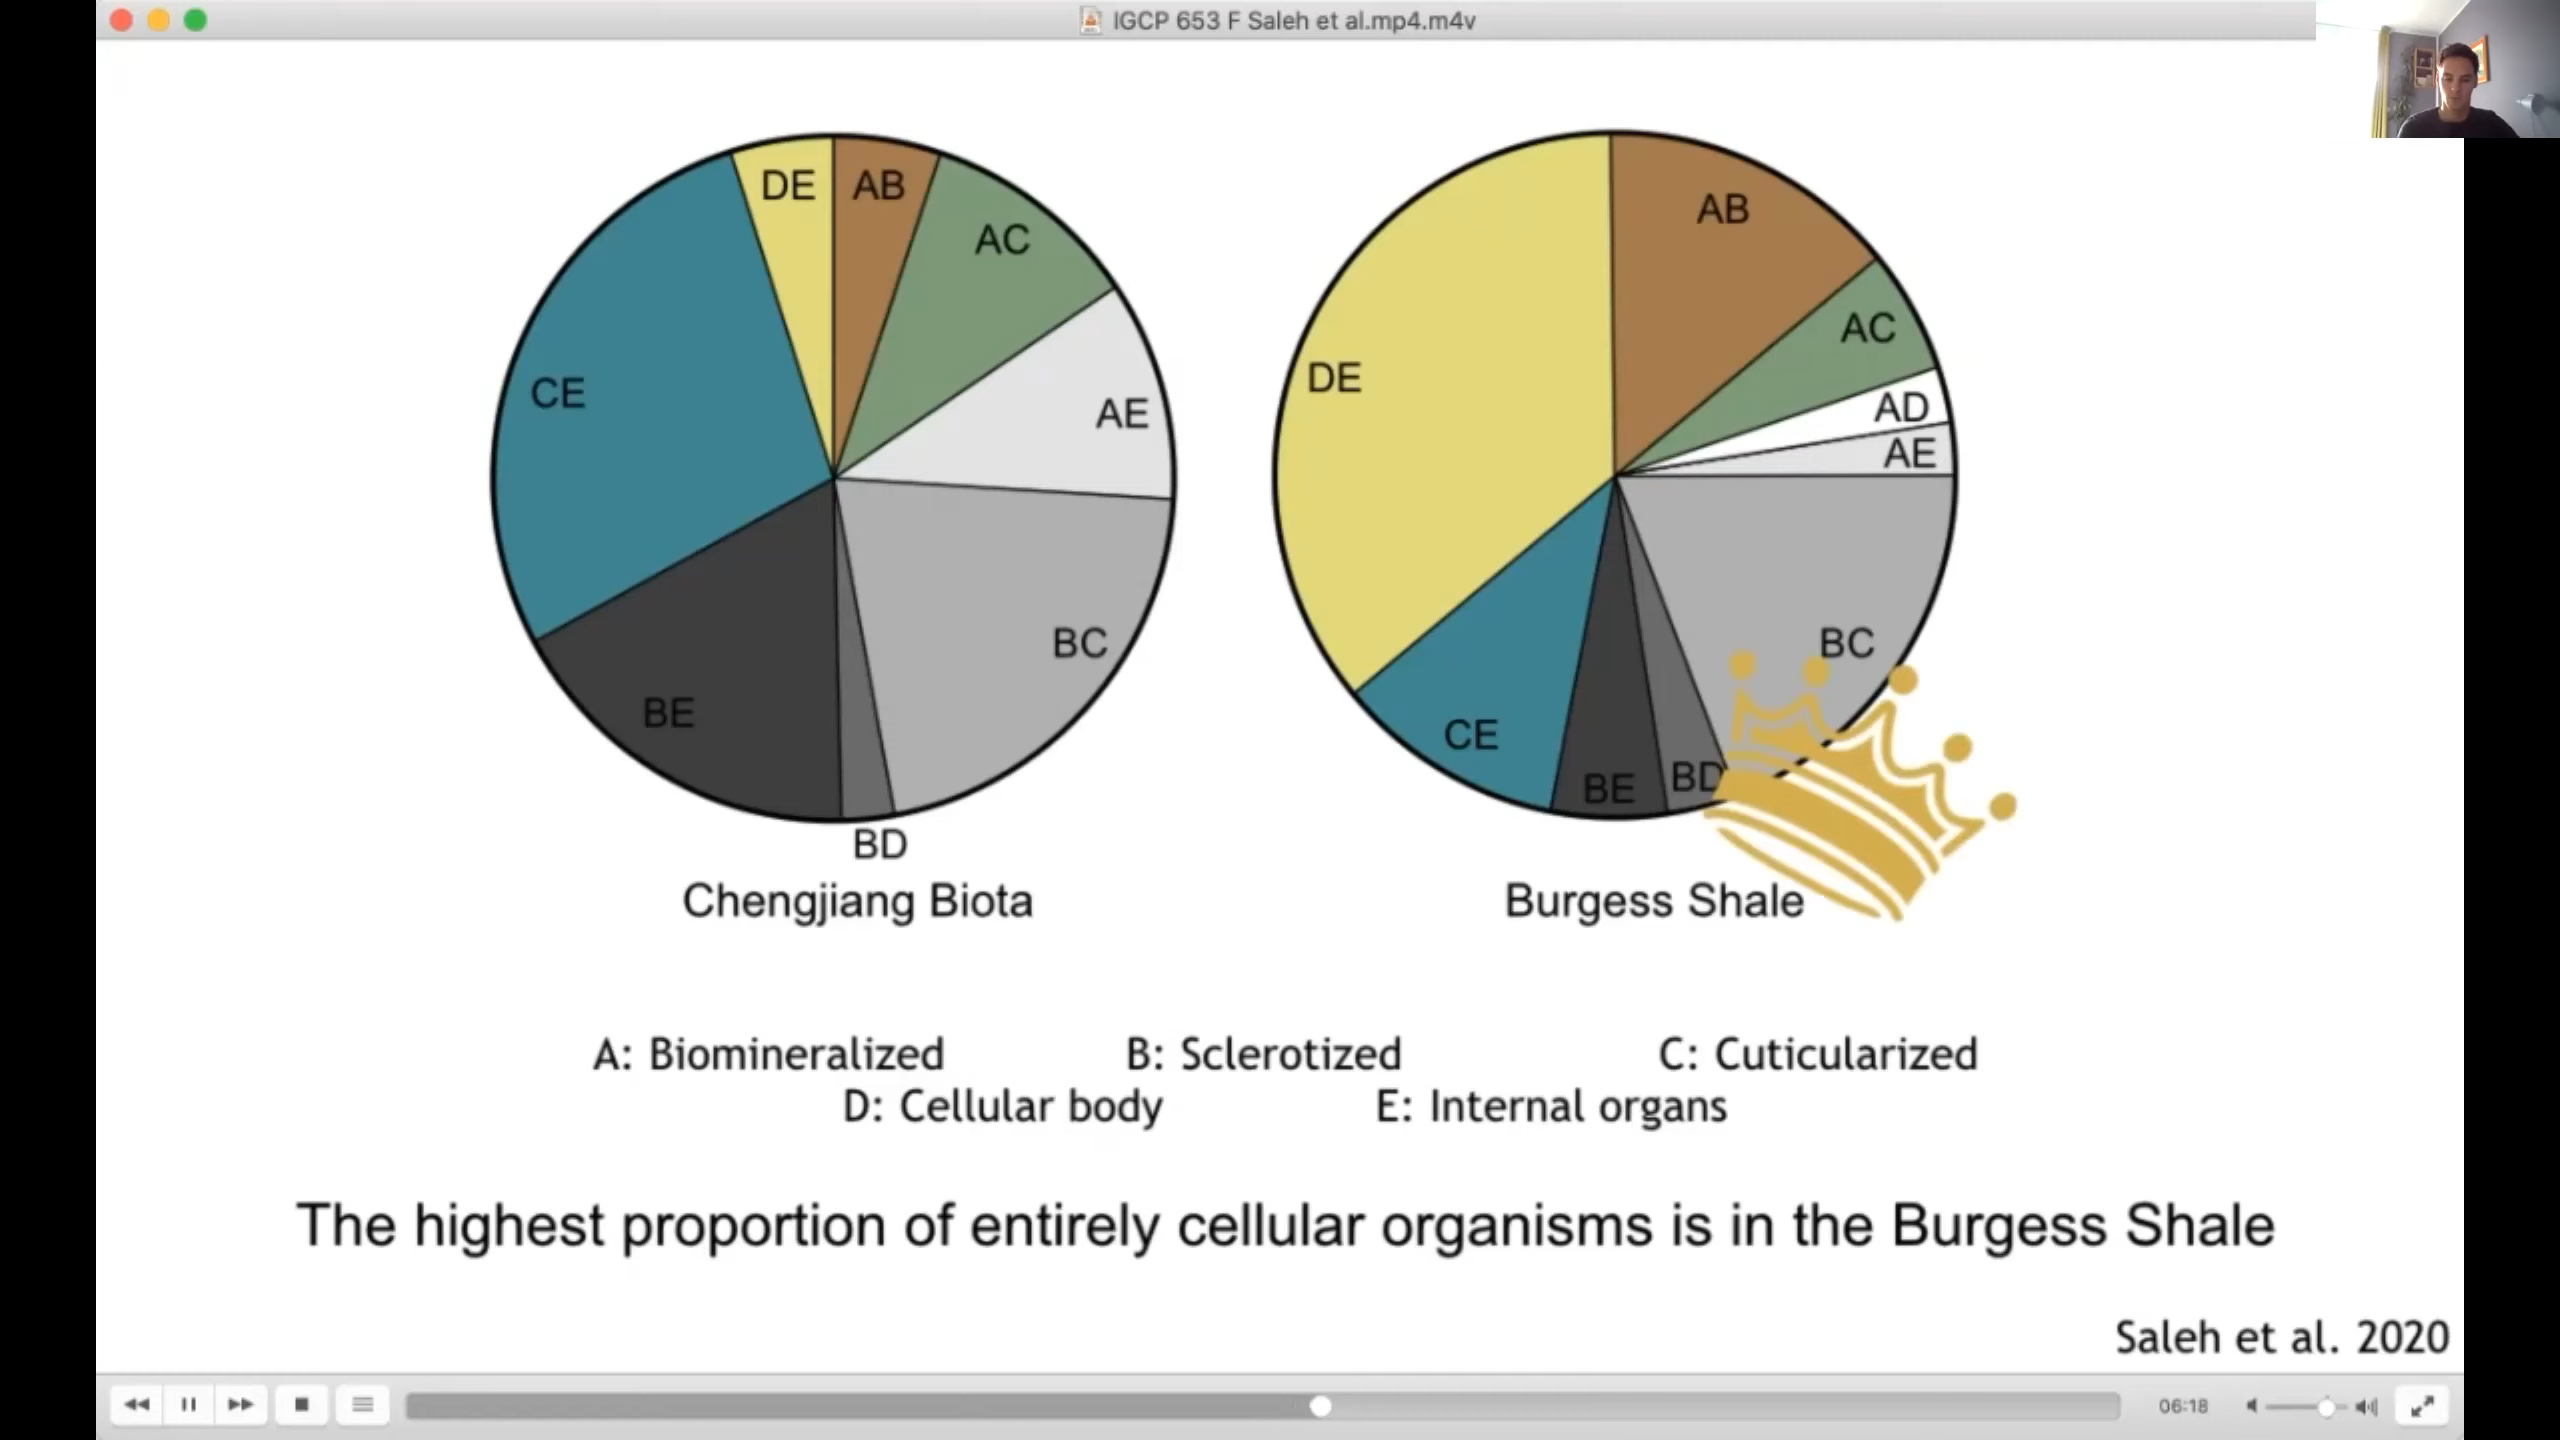 IGCP 653 F Saleh et al.mp4.m4v
DE
AB
AC
AE
BC
BD
BE
CE
Chengjiang Biota
DE
AB
AC
AD
AE
BC
BD
BE
CE
Burgess Shale
A: Biomineralized B: Sclerotized C: Cuticularized
D: Cellular body E: Internal organs
The highest proportion of entirely cellular organisms is in the Burgess Shale
Saleh et al. 2020
06:18